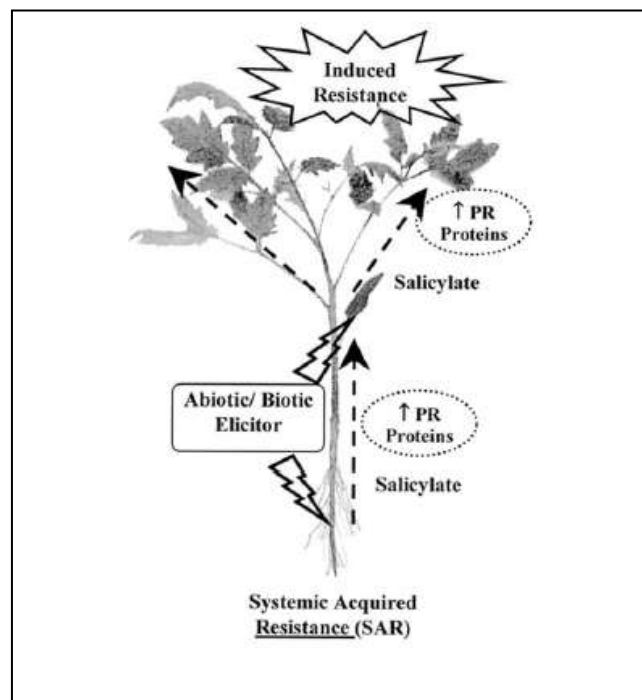 Induced
Resistance
↑ PR
Proteins
Salicylate
Abiotic/ Biotic
Elicitor
↑ PR
Proteins
Salicylate
Systemic Acquired
Resistance (SAR)